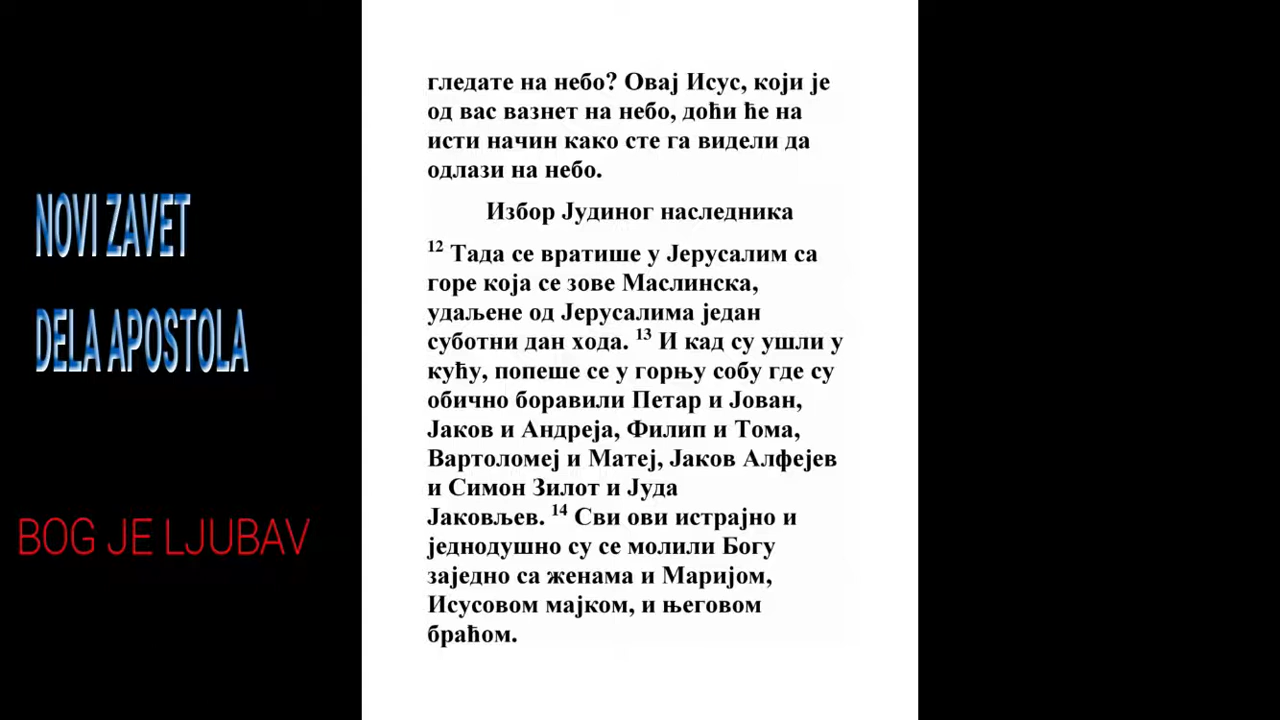 NOVI ZAVET
DELA APOSTOLA
BOG JE LJUBAV
гледате на небо? Овај Исус, који је
од вас вазнет на небо, доћи ће на
исти начин како сте га видели да
одлази на небо.
Избор Јудиног наследника
12 Тада се вратише у Јерусалим са
горе која се зове Маслинска,
удаљене од Јерусалима један
суботни дан хода. 13 И кад су ушли у
кућу, попеше се у горњу собу где су
обично боравили Петар и Јован,
Јаков и Андреја, Филип и Тома,
Вартоломеј и Матеј, Јаков Алфејев
и Симон Зилот и Јуда
Јаковљев. 14 Сви ови истрајно и
једнодушно су се молили Богу
заједно са женама и Маријом,
Исусовом мајком, и његовом
браћом.